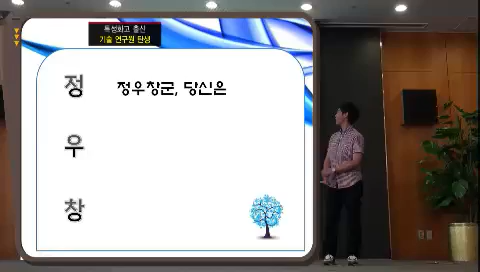 특성화고 출신
기술 연구원 탄생
정우창군, 당신은
정
우
창